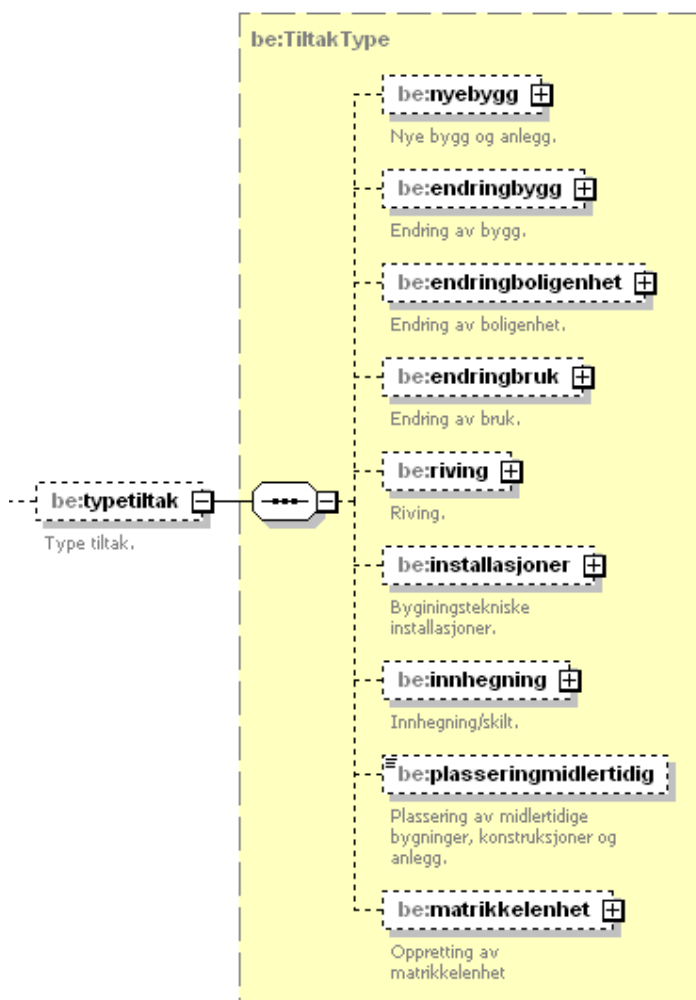 be:TiltakType
be:nyebygg
Nye bygg og anlegg.
be:endringbygg
Endring av bygg.
be:endringboligenhet
Endring av boligenhet.
be:endringbruk
Endring av bruk.
be:riving
Riving.
be:typetiltak
Type tiltak.
be:installasjoner
Byginingstekniske
installasjoner.
be:innhegning
Innhegning/skilt.
be:plasseringmidlertidig
Plassering av midlertidige
bygninger, konstruksjoner og
anlegg.
be:matrikkelenhet
Oppretting av
matrikkelenhet